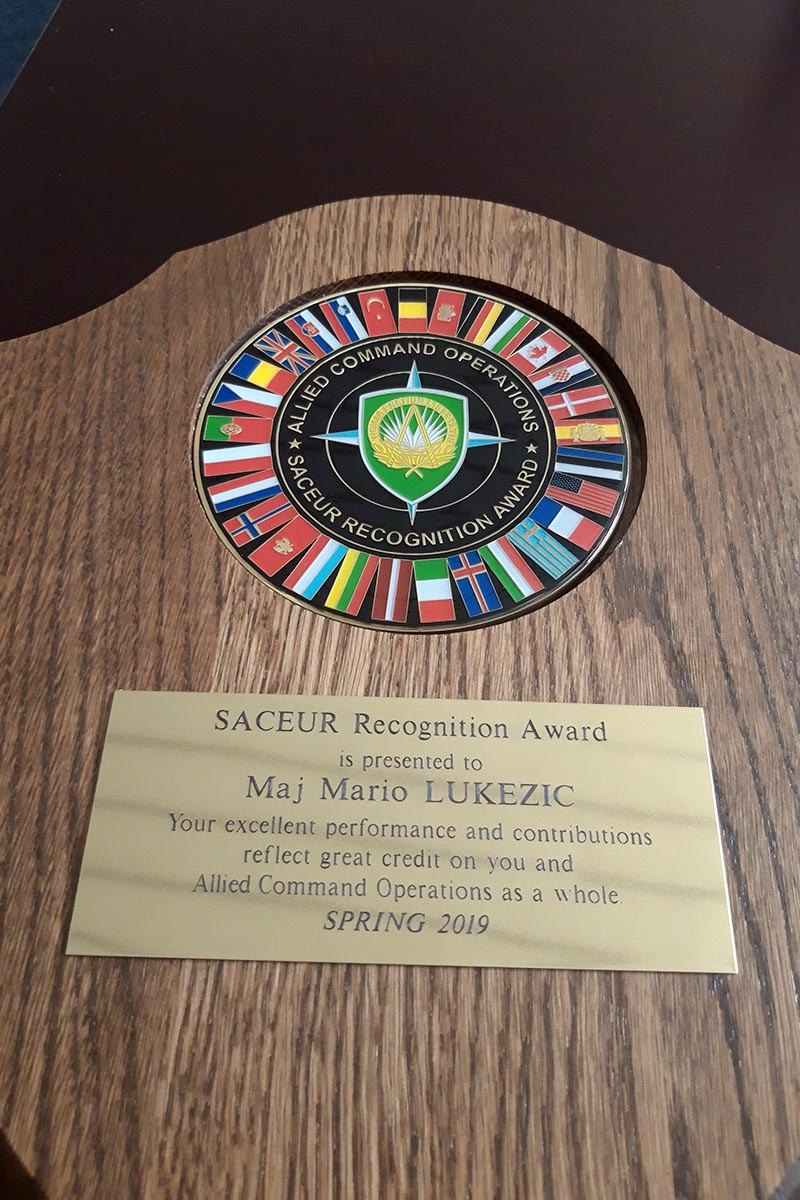 ALLIED COMMAND OPERATIONS
★ SACEUR RECOGNITION AWARD ★
SACEUR Recognition Award
is presented to
Maj Mario LUKEZIC
Your excellent performance and contributions
reflect great credit on you and
Allied Command Operations as a whole.
SPRING 2019